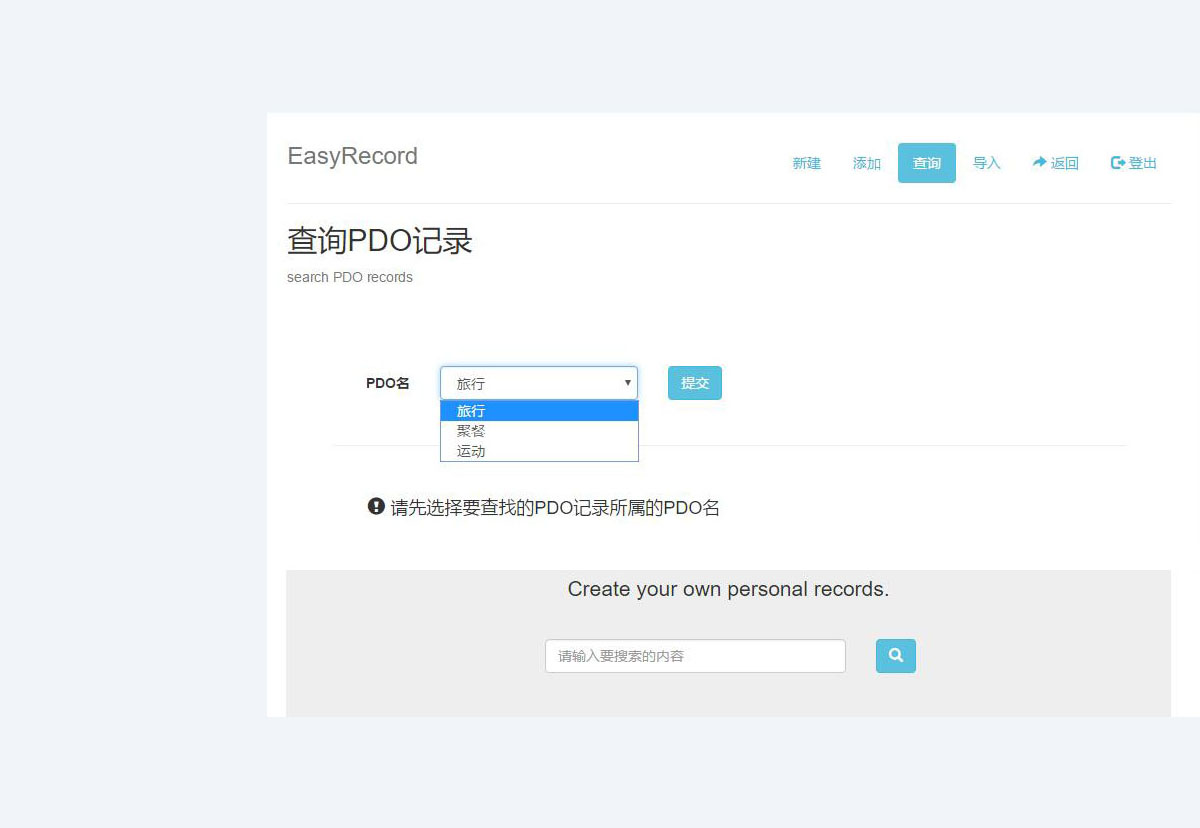 EasyRecord
新建 添加 查询 导入 返回 登出
查询PDO记录
search PDO records
PDO名 旅行 提交
旅行
聚餐
运动
请先选择要查找的PDO记录所属的PDO名
Create your own personal records.
请输入要搜索的内容